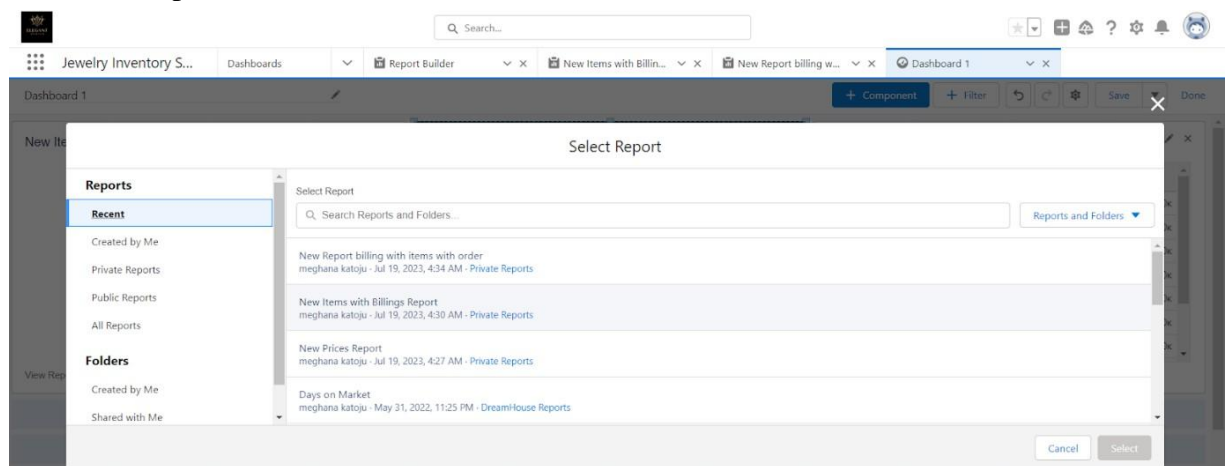 ELEGANT
Search...
Jewelry Inventory S...
Dashboards
Report Builder
New Items with Billin...
New Report billing w...
Dashboard 1
Dashboard 1
+ Component
+ Filter
Save
Done
New Ite
Select Report
Reports
Recent
Created by Me
Private Reports
Public Reports
All Reports
Folders
Created by Me
Shared with Me
Select Report
Search Reports and Folders...
Reports and Folders
New Report billing with items with order
meghana katoju - Jul 19, 2023, 4:34 AM - Private Reports
New Items with Billings Report
meghana katoju - Jul 19, 2023, 4:30 AM - Private Reports
New Prices Report
meghana katoju - Jul 19, 2023, 4:27 AM - Private Reports
Days on Market
meghana katoju - May 31, 2022, 11:25 PM - DreamHouse Reports
View Rep
Cancel
Select